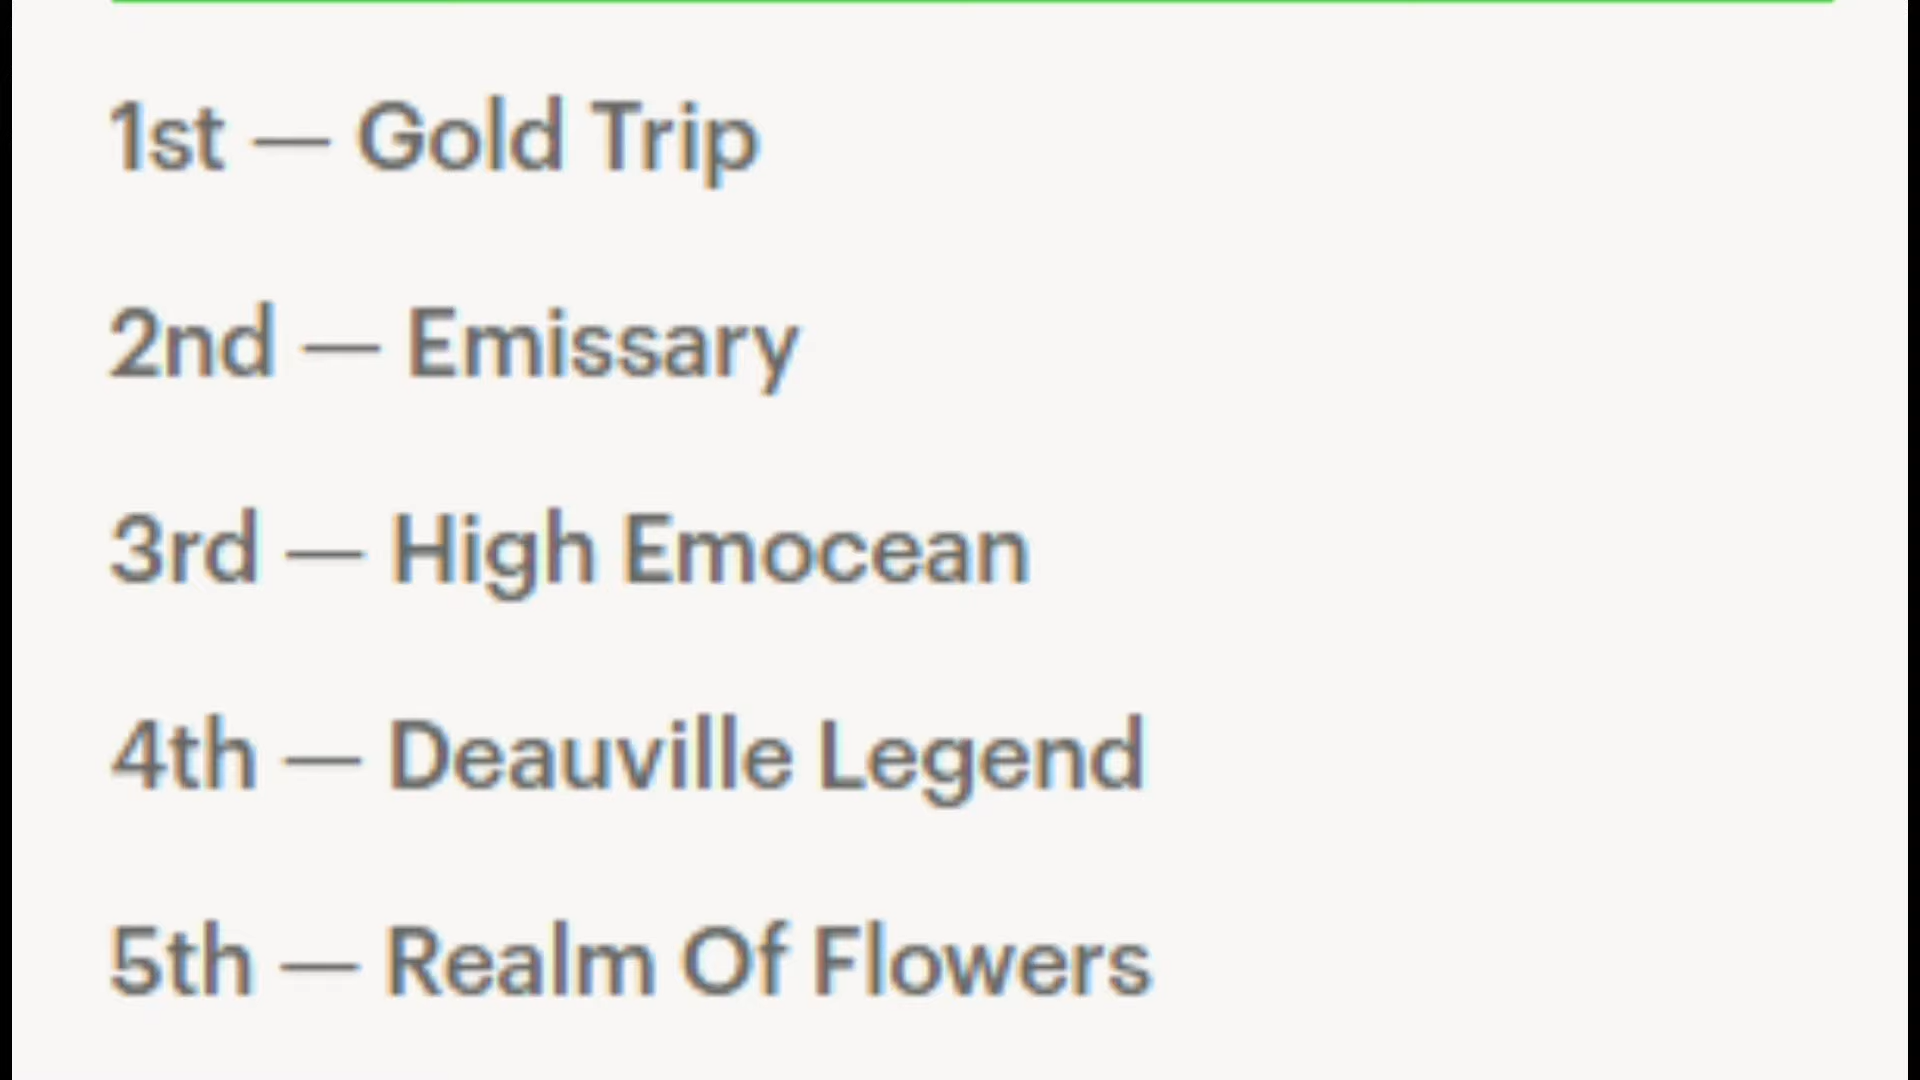 1st — Gold Trip
2nd — Emissary
3rd — High Emocean
4th — Deauville Legend
5th — Realm Of Flowers